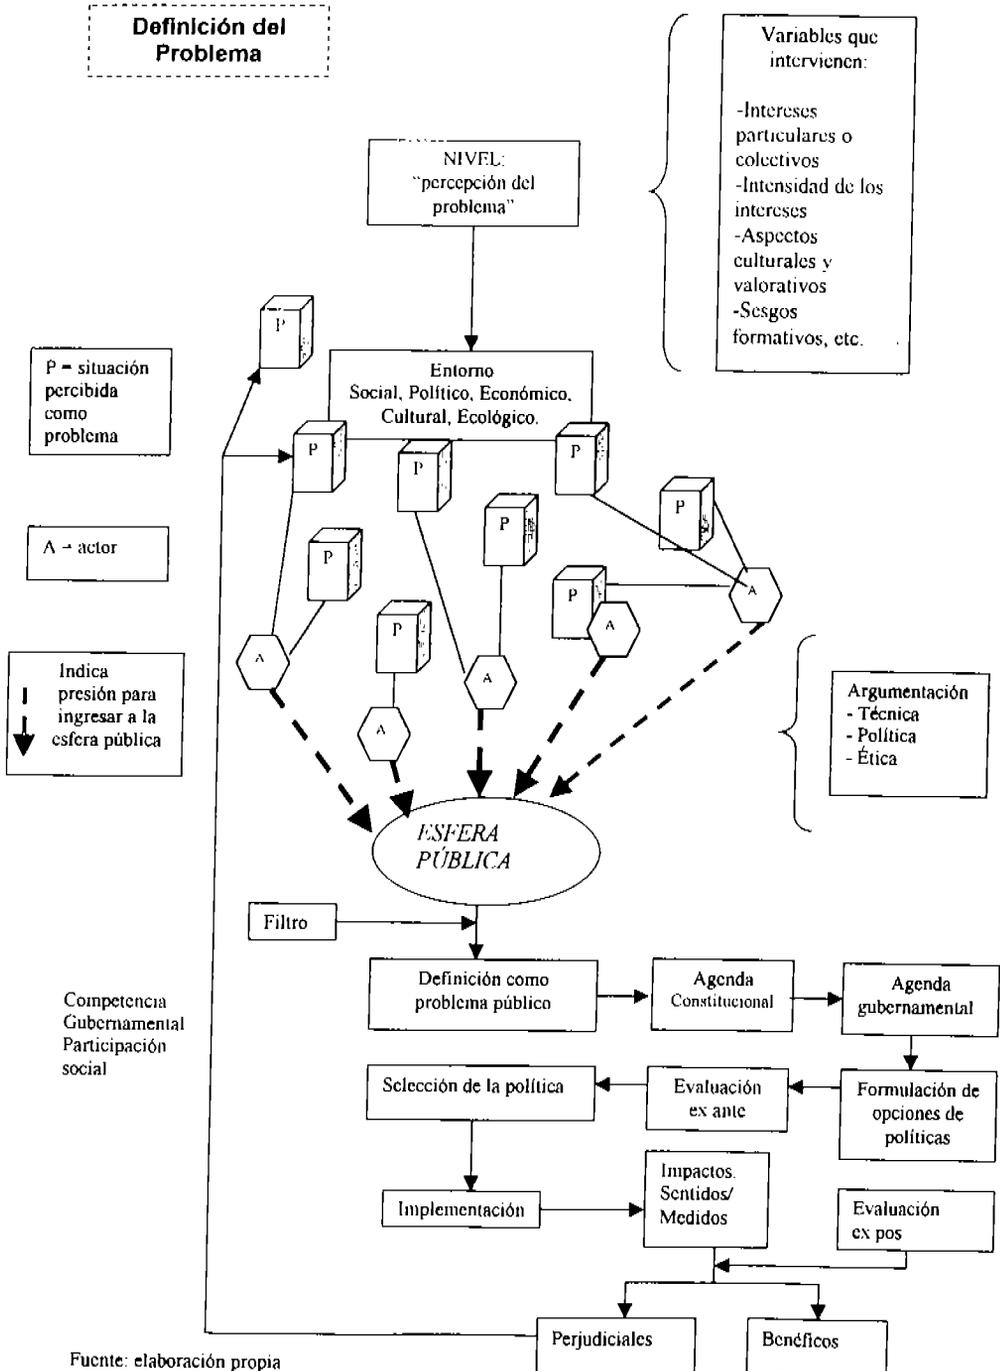 Definición del
Problema
Variables que
intervienen:
-Intereses
particulares o
colectivos
-Intensidad de los
intereses
-Aspectos
culturales y
valorativos
-Sesgos
formativos, etc.
NIVEL:
“percepción del
problema”
P
P = situación
percibida
como
problema
Entorno
Social, Político, Económico,
Cultural, Ecológico.
P
P
P
P
P
A = actor
P
P
A
P
A
A
A
Indica
presión para
ingresar a la
esfera pública
A
Argumentación
- Técnica
- Política
- Ética
ESFERA
PÚBLICA
Filtro
Definición como
problema público
Agenda
Constitucional
Agenda
gubernamental
Competencia
Gubernamental
Participación
social
Selección de la política
Evaluación
ex ante
Formulación de
opciones de
políticas
Implementación
Impactos.
Sentidos/
Medidos
Evaluación
ex pos
Perjudiciales
Benéficos
Fuente: elaboración propia